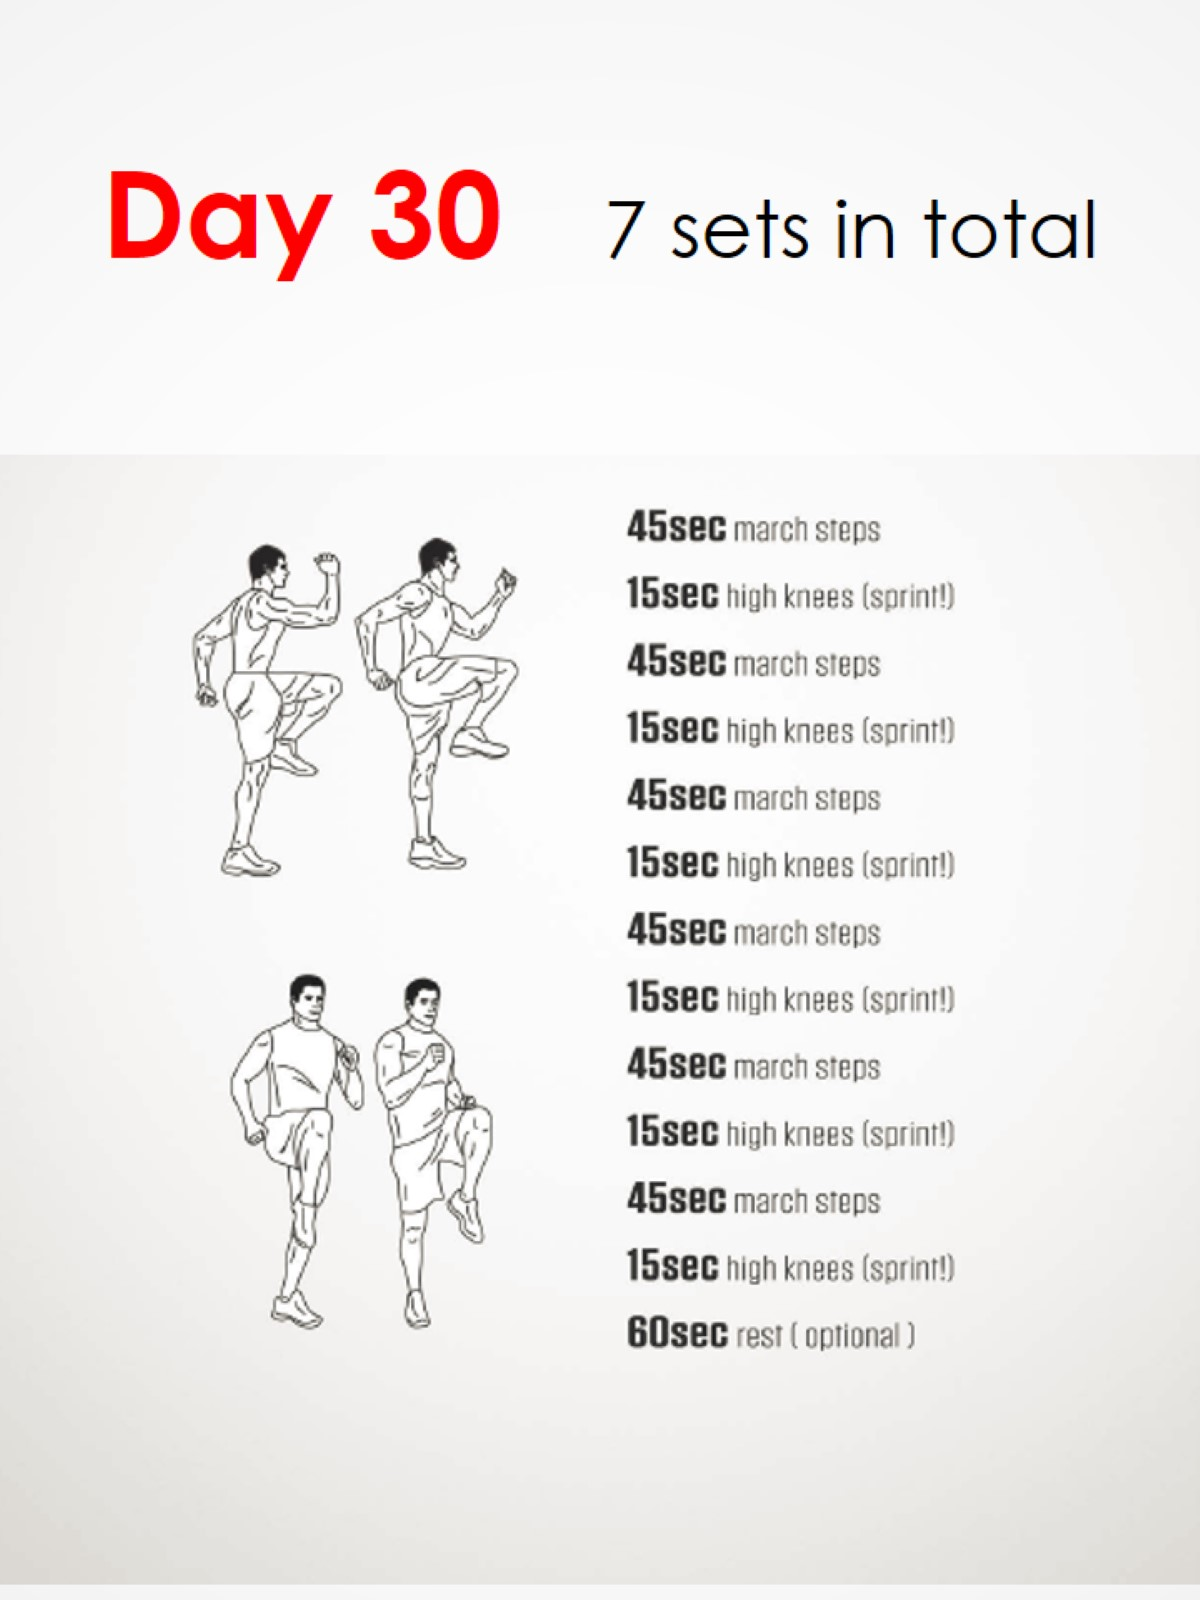 Day 30 7 sets in total
45sec march steps
15sec high knees (sprint!)
45sec march steps
15sec high knees (sprint!)
45sec march steps
15sec high knees (sprint!)
45sec march steps
15sec high knees (sprint!)
45sec march steps
15sec high knees (sprint!)
45sec march steps
15sec high knees (sprint!)
60sec rest ( optional )